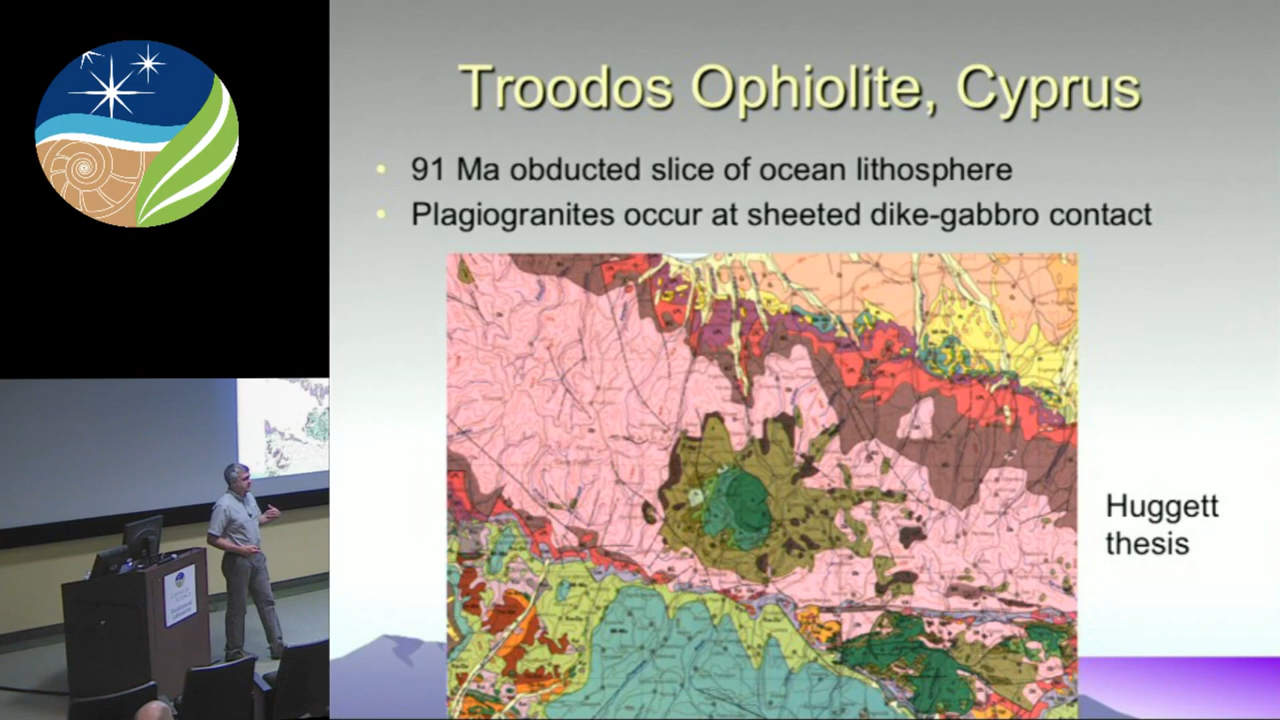 Troodos Ophiolite, Cyprus
• 91 Ma obducted slice of ocean lithosphere
• Plagiogranites occur at sheeted dike-gabbro contact
Huggett
thesis